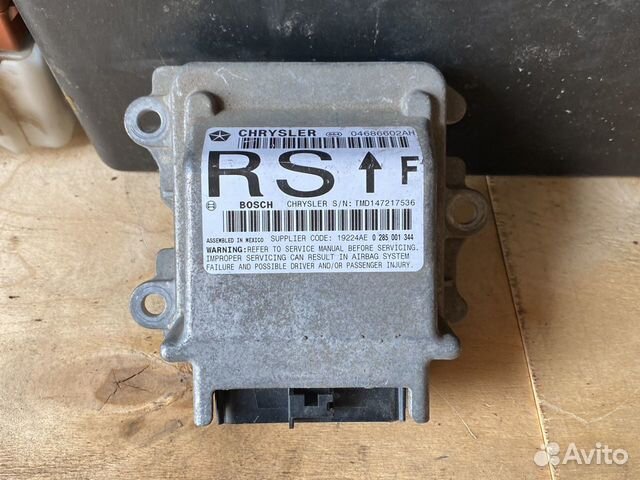 CHRYSLER 04686602AH
RS F
BOSCH CHRYSLER S/N: TMD147217536
ASSEMBLED IN MEXICO SUPPLIER CODE: 19224AE 0 285 001 344
WARNING:REFER TO SERVICE MANUAL BEFORE SERVICING.
IMPROPER SERVICING CAN RESULT IN AIRBAG SYSTEM
FAILURE AND POSSIBLE DRIVER AND/OR PASSENGER INJURY.
Avito